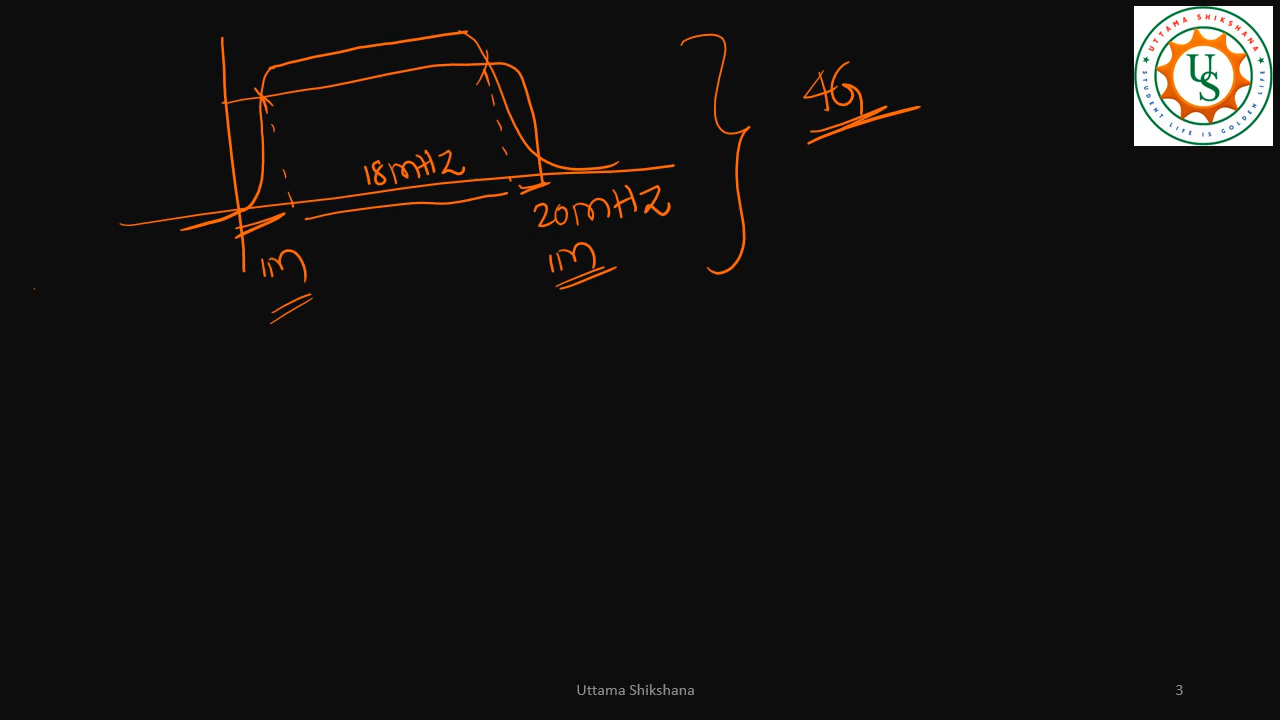 4G
18MHZ
20MHZ
1M
1M
UTTAMA SHIKSHANA
US
STUDENT LIFE IS GOLDEN LIFE
Uttama Shikshana
3